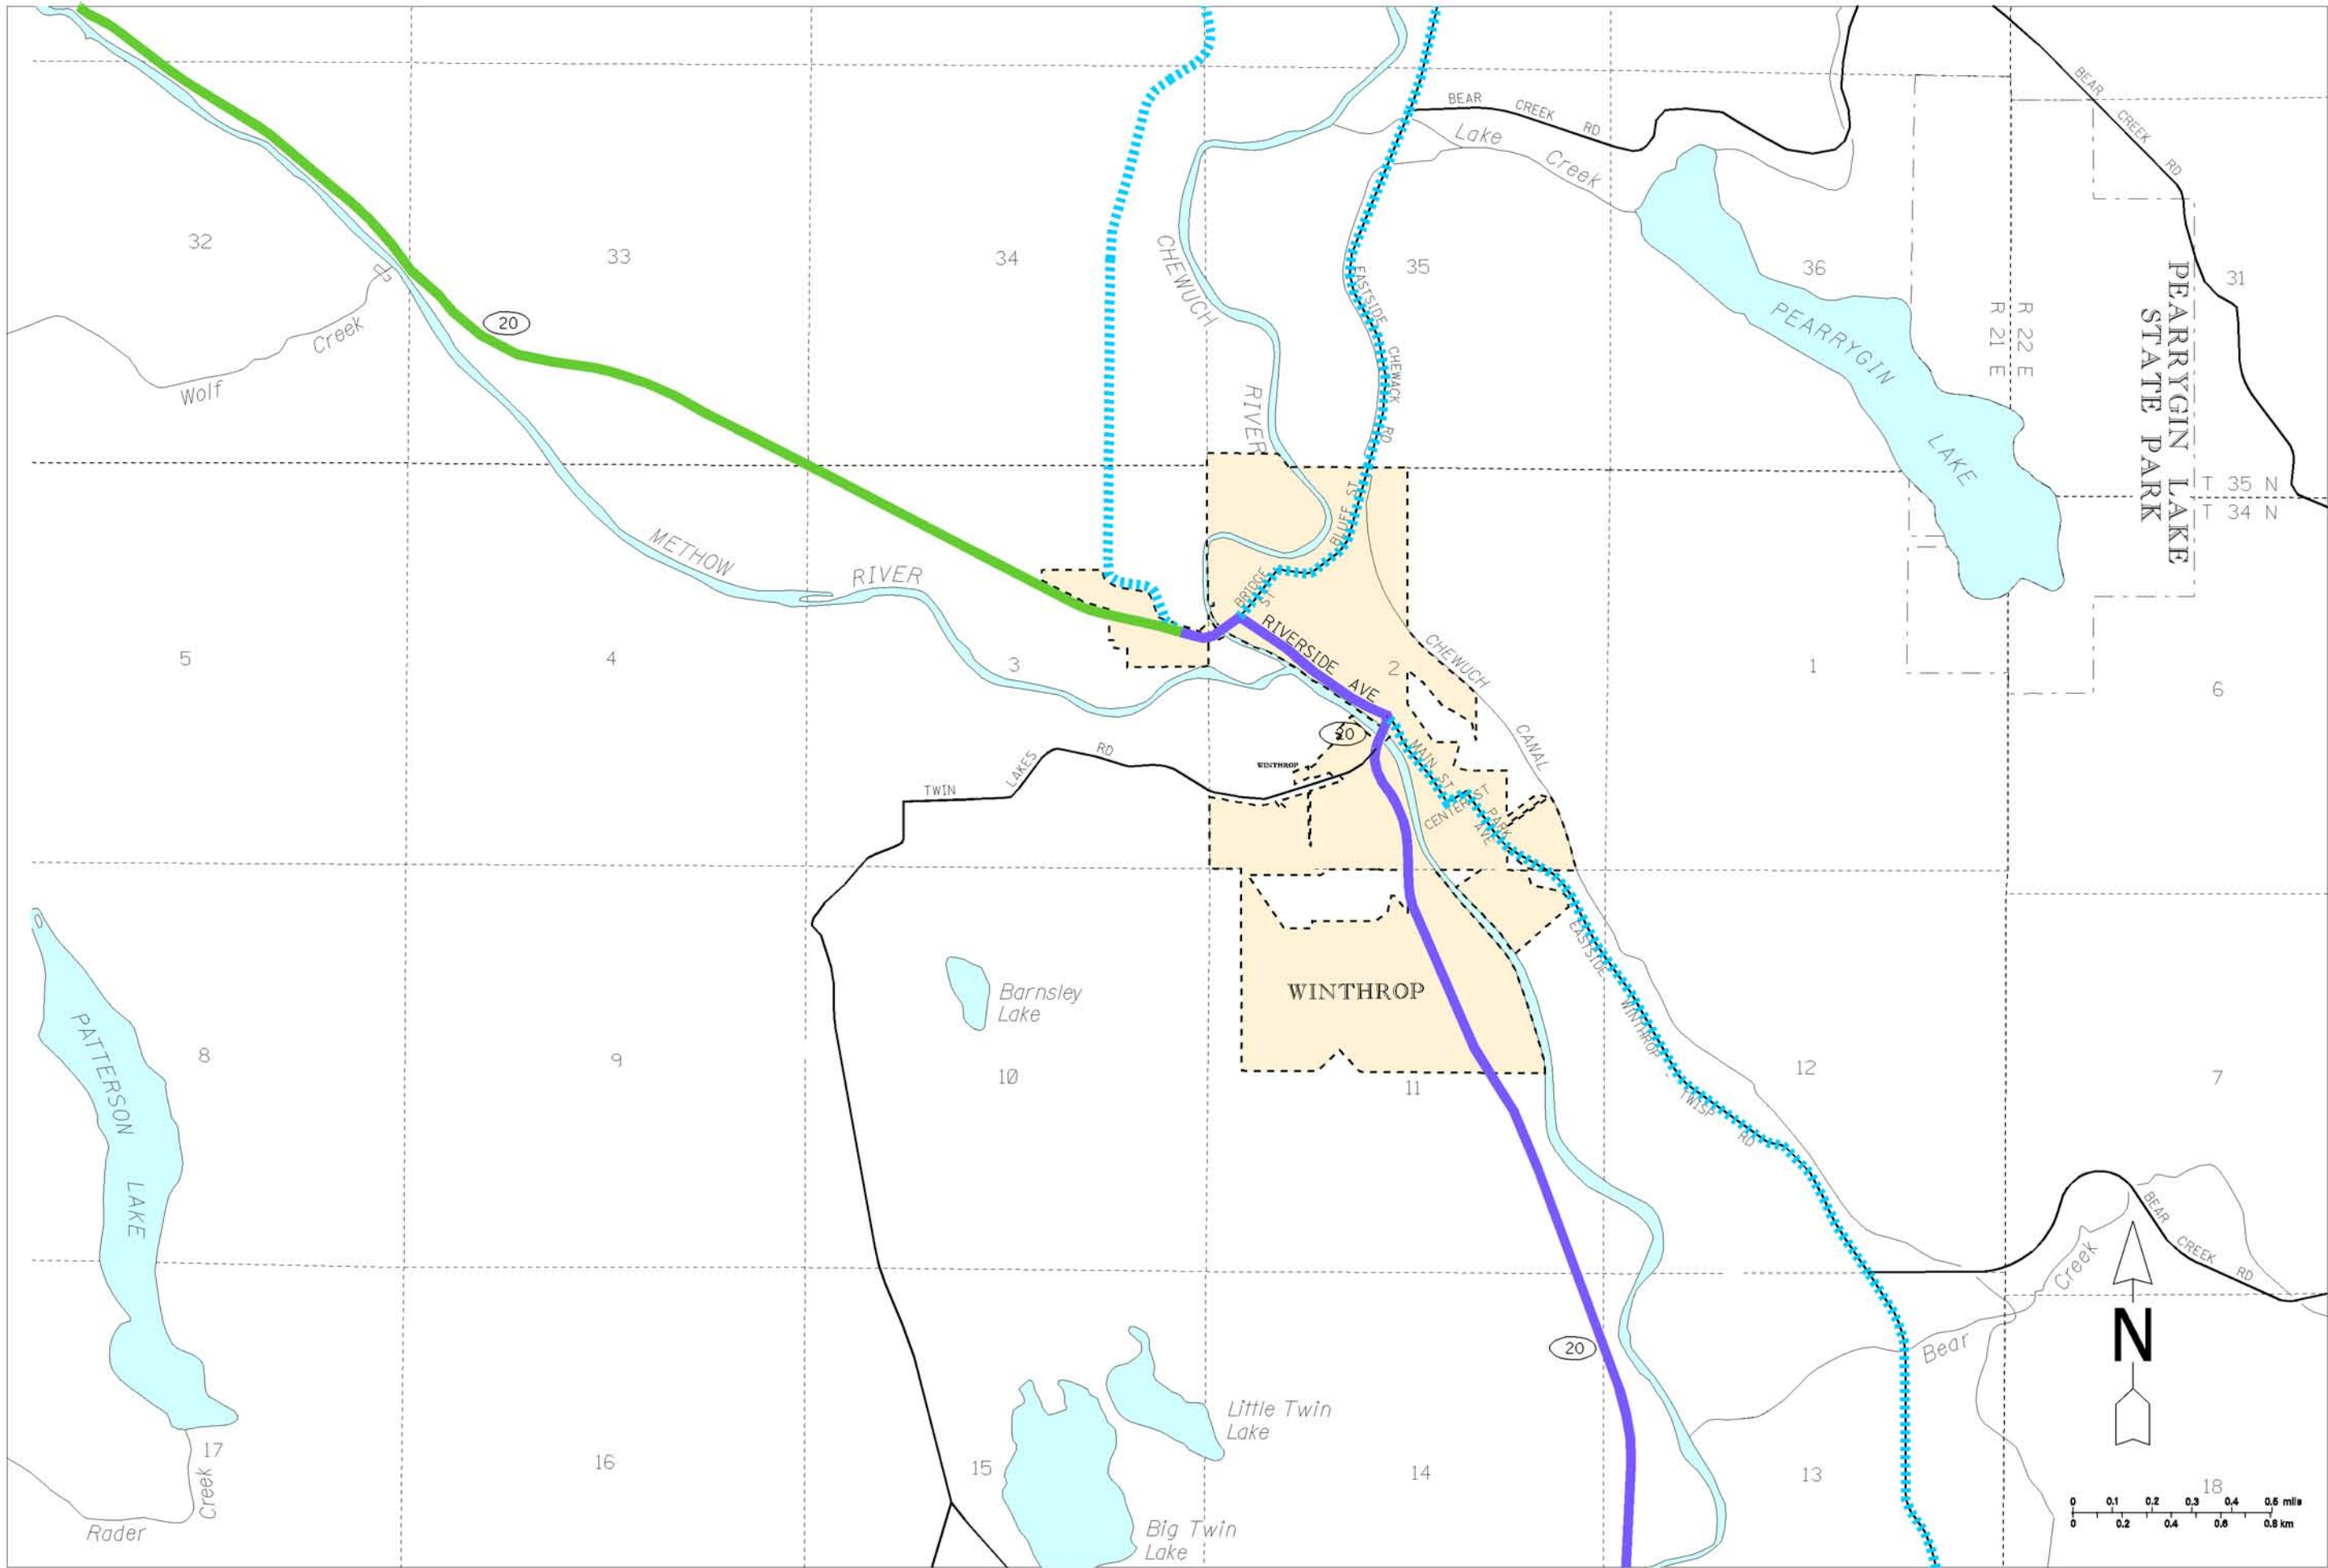 BEAR
CREEK
RD
BEAR
CREEK
RD
Lake
Creek
32
33
34
35
36
31
CHEWUCH
RIVER
EASTSIDE
CHEWACK
RD
PEARRYGIN
LAKE
R 21 E
R 22 E
PEARRYGIN LAKE
STATE PARK
20
Wolf
Creek
T 35 N
T 34 N
METHOW
RIVER
BLUFF ST
BRIDGE
ST
RIVERSIDE
AVE
CHEWUCH
CANAL
5
4
3
2
1
6
20
TWIN
LAKES
RD
WINTHROP
MAIN ST
CENTER ST
PARK
AVE
EASTSIDE
WINTHROP
TWISP
RD
WINTHROP
Barnsley
Lake
PATTERSON
LAKE
8
9
10
11
12
7
BEAR
CREEK
RD
Creek
Bear
N
20
Little Twin
Lake
Big Twin
Lake
17
16
15
14
13
18
Creek
Rader
0 0.1 0.2 0.3 0.4 0.5 mile
0 0.2 0.4 0.6 0.8 km